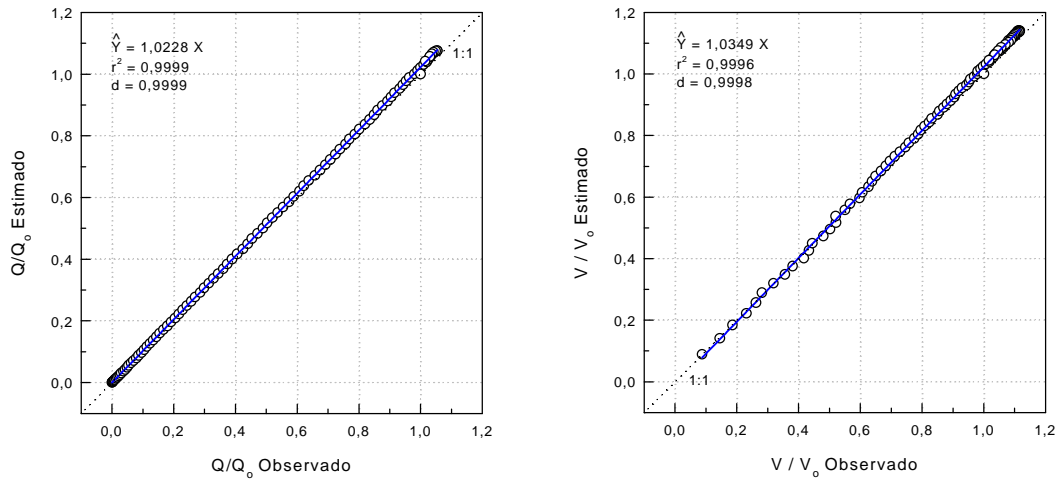 1,2
1,0
0,8
0,6
0,4
0,2
0,0
Q/Qₒ Estimado
Ŷ = 1,0228 X
r² = 0,9999
d = 0,9999
1:1
0,0 0,2 0,4 0,6 0,8 1,0 1,2
Q/Qₒ Observado
1,2
1,0
0,8
0,6
0,4
0,2
0,0
V / Vₒ Estimado
Ŷ = 1,0349 X
r² = 0,9996
d = 0,9998
1:1
0,0 0,2 0,4 0,6 0,8 1,0 1,2
V / Vₒ Observado